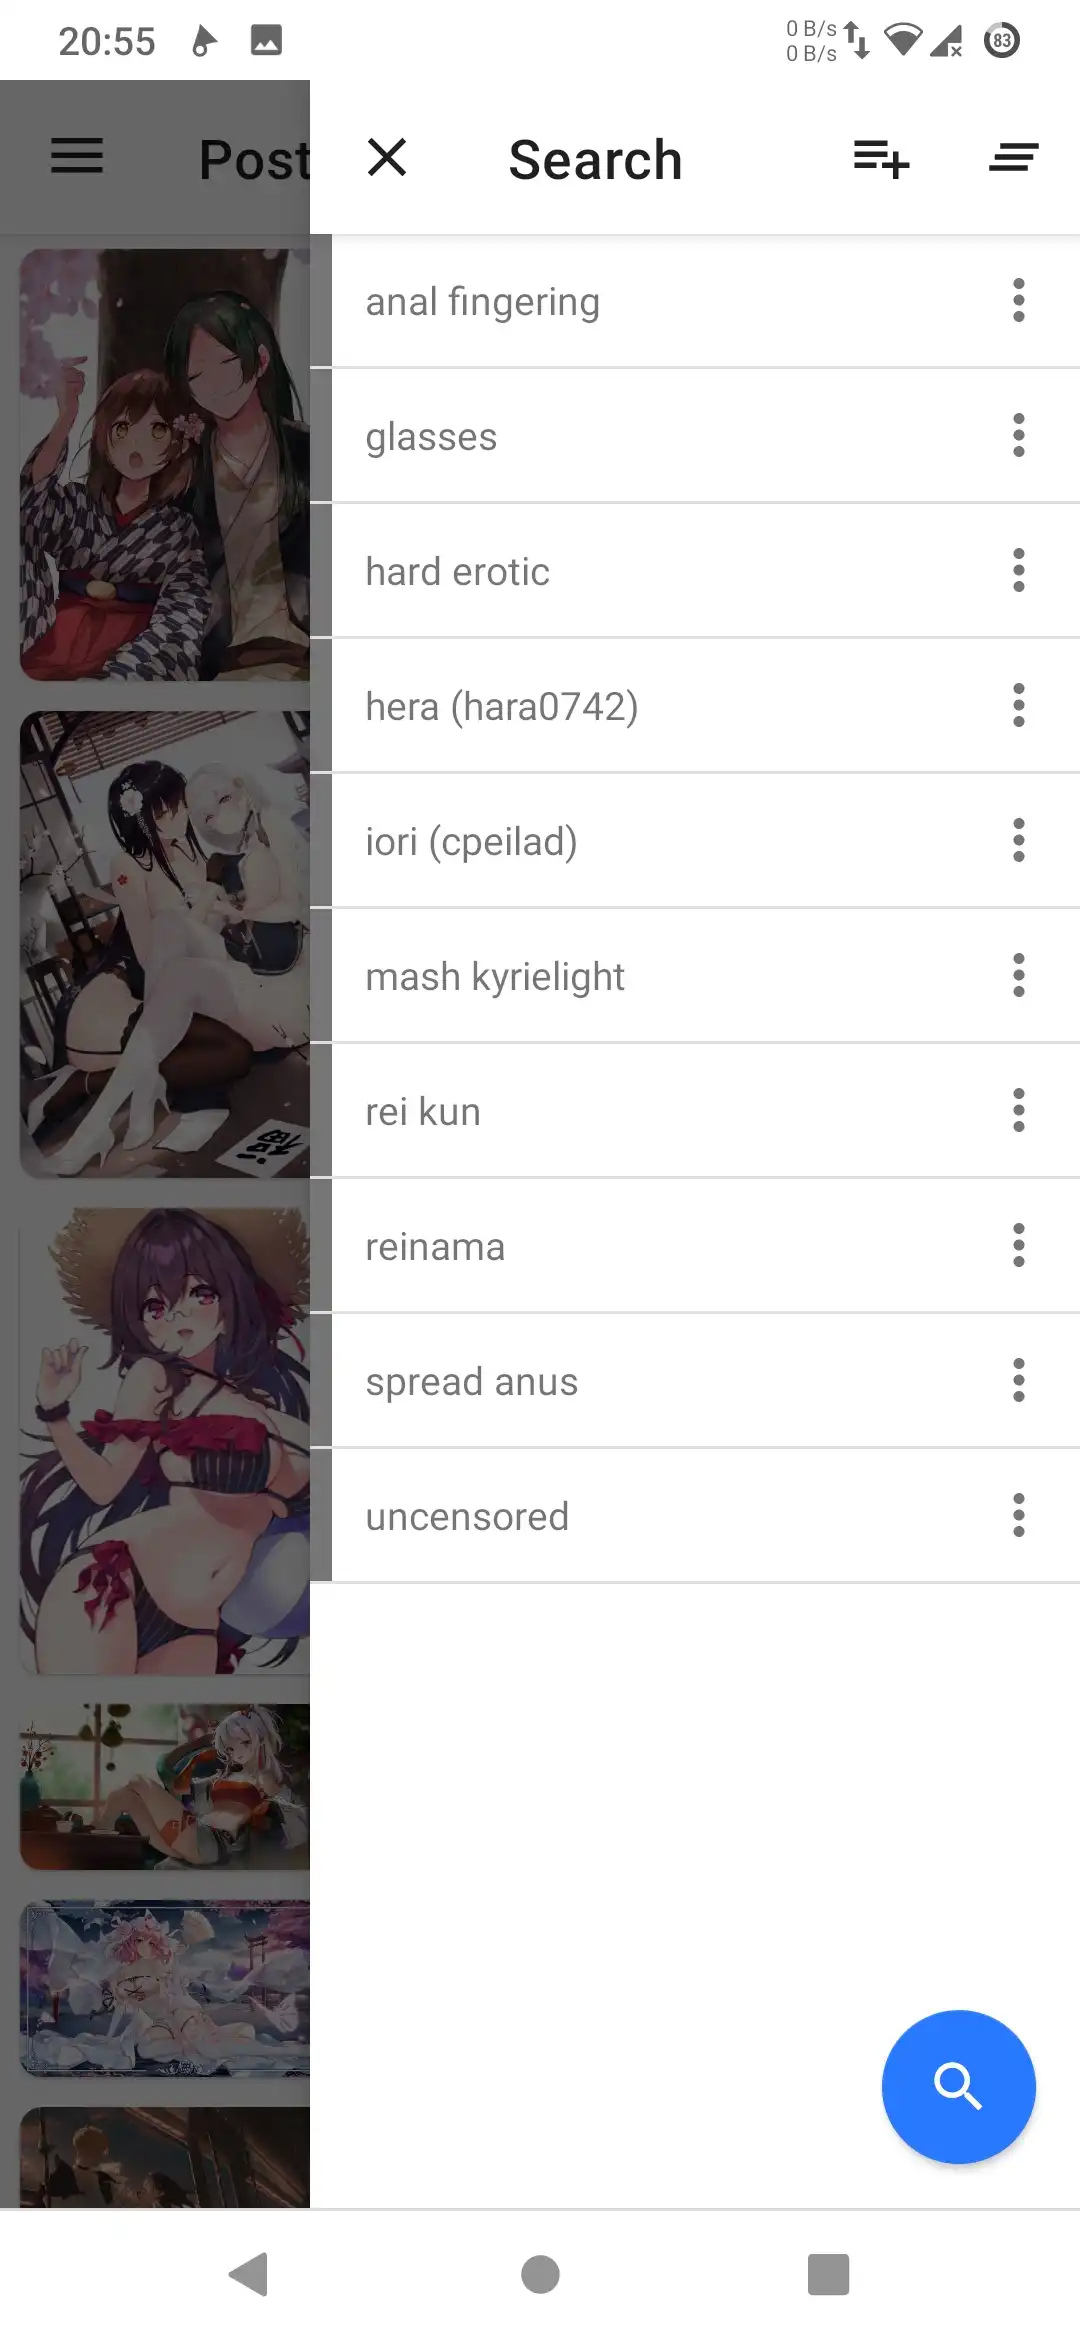 20:55
0 B/s
0 B/s
83
Post
Search
anal fingering
glasses
hard erotic
hera (hara0742)
iori (cpeilad)
mash kyrielight
rei kun
reinama
spread anus
uncensored